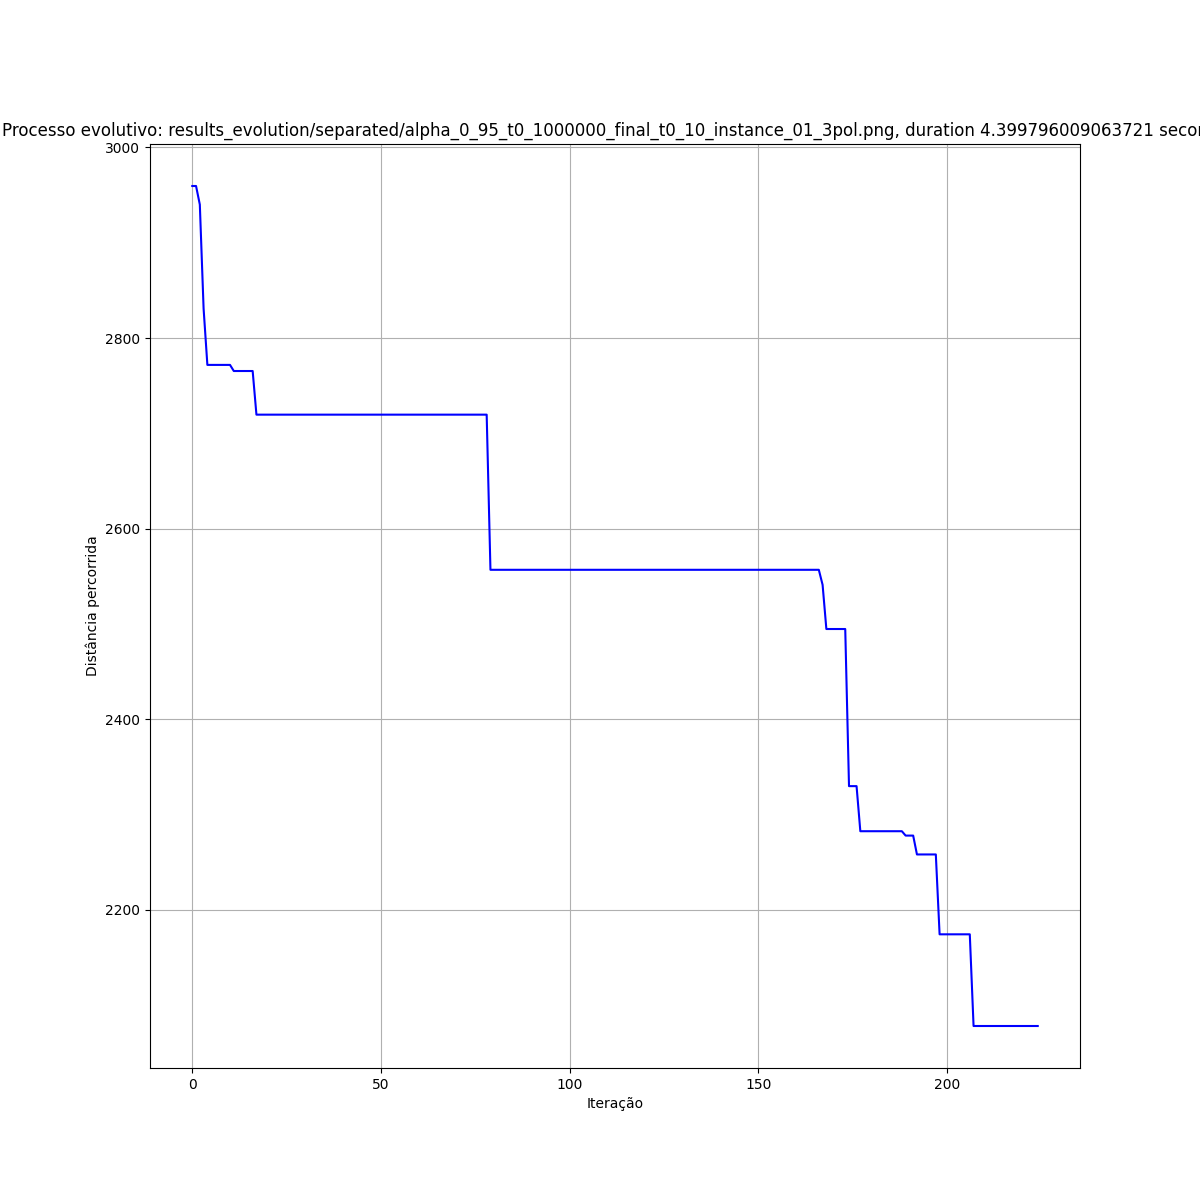 Processo evolutivo: results_evolution/separated/alpha_0_95_t0_1000000_final_t0_10_instance_01_3pol.png, duration 4.399796009063721
3000
2800
2600
2400
2200
Distância percorrida
0 50 100 150 200
Iteração